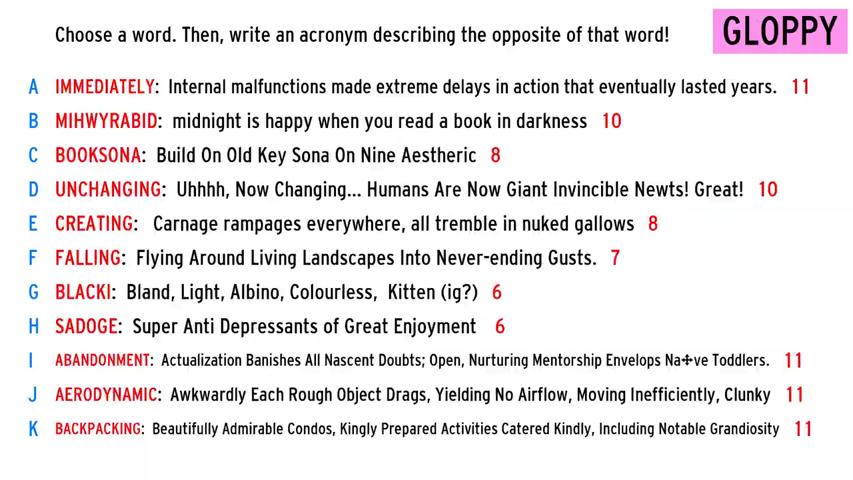 Choose a word. Then, write an acronym describing the opposite of that word!
GLOPPY
A IMMEDIATELY: Internal malfunctions made extreme delays in action that eventually lasted years. 11
B MIHWYRABID: midnight is happy when you read a book in darkness 10
C BOOKSONA: Build On Old Key Sona On Nine Aestheric 8
D UNCHANGING: Uhhhh, Now Changing... Humans Are Now Giant Invincible Newts! Great! 10
E CREATING: Carnage rampages everywhere, all tremble in nuked gallows 8
F FALLING: Flying Around Living Landscapes Into Never-ending Gusts. 7
G BLACKI: Bland, Light, Albino, Colourless, Kitten (ig?) 6
H SADOGE: Super Anti Depressants of Great Enjoyment 6
I ABANDONMENT: Actualization Banishes All Nascent Doubts; Open, Nurturing Mentorship Envelops Na✣ve Toddlers. 11
J AERODYNAMIC: Awkwardly Each Rough Object Drags, Yielding No Airflow, Moving Inefficiently, Clunky 11
K BACKPACKING: Beautifully Admirable Condos, Kingly Prepared Activities Catered Kindly, Including Notable Grandiosity 11